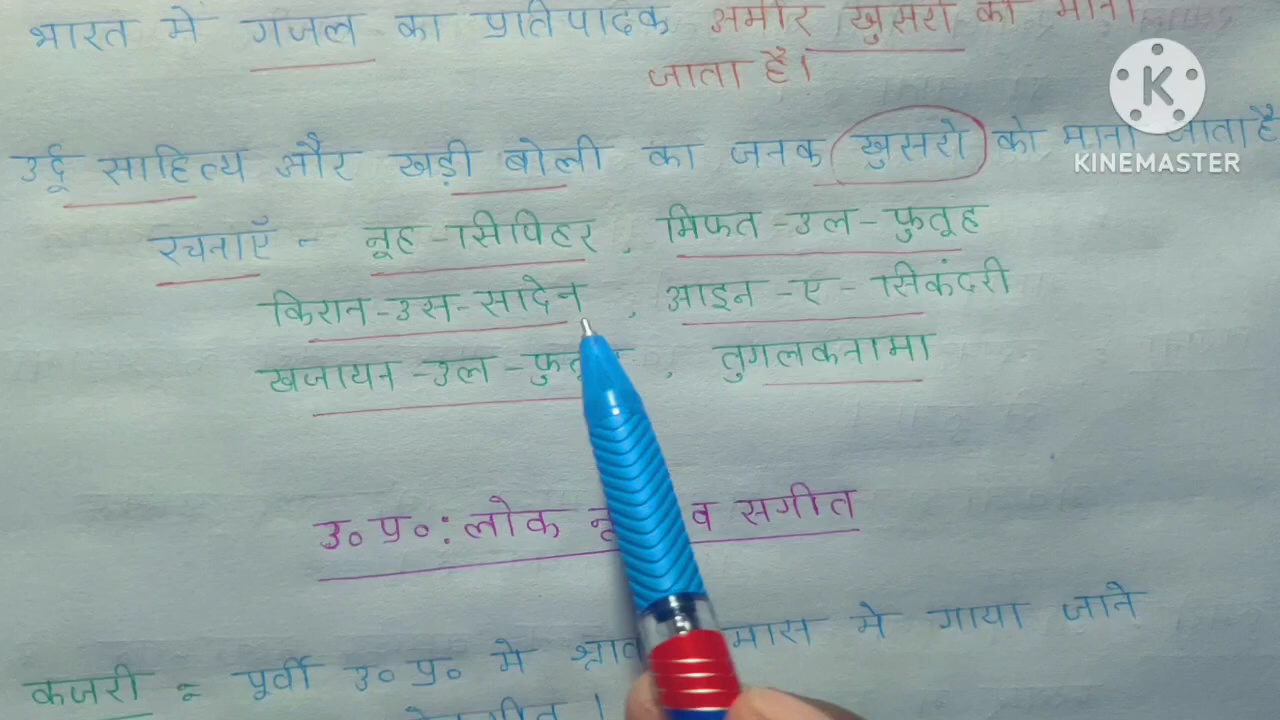 भारत मे गजल का प्रतिपादक अमीर खुसरो को माना
जाता है।
उर्दू साहित्य और खड़ी बोली का जनक खुसरो को माना जाता है
रचनाएँ - नूह-सिपिहर , मिफत-उल-फुतूह
किरान-उस-सादेन , आइन-ए-सिकंदरी
खजायन-उल- , तुगलकनामा
उ०प्र०:लोक व संगीत
कजरी = पूर्वी उ०प्र० मे मास मे गाया जाने
K
KINEMASTER